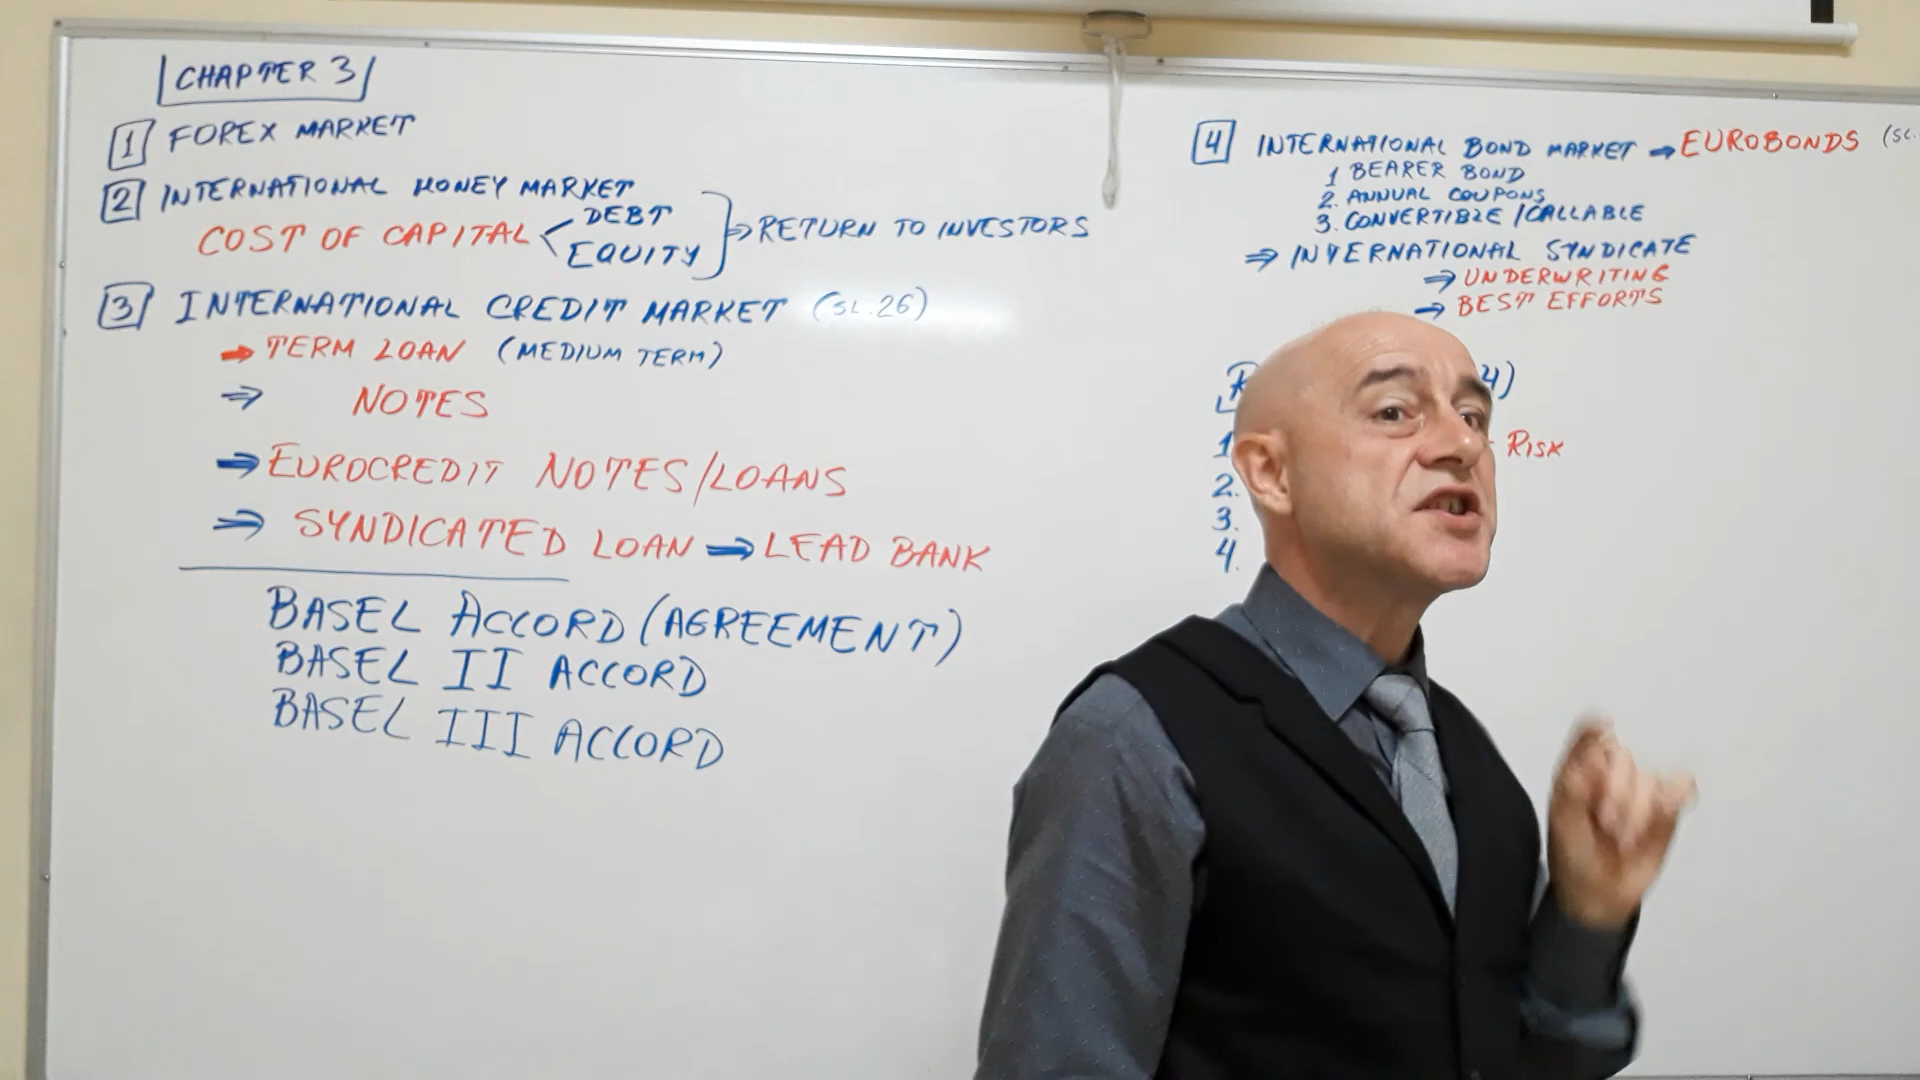 CHAPTER 3
1 FOREX MARKET
2 INTERNATIONAL MONEY MARKET
COST OF CAPITAL DEBT
EQUITY
⇒ RETURN TO INVESTORS
3 INTERNATIONAL CREDIT MARKET (SL.26)
→ TERM LOAN (MEDIUM TERM)
⇒ NOTES
⇒ EUROCREDIT NOTES/LOANS
⇒ SYNDICATED LOAN ⇒ LEAD BANK
BASEL ACCORD (AGREEMENT)
BASEL II ACCORD
BASEL III ACCORD
4 INTERNATIONAL BOND MARKET → EUROBONDS (SL.
1 BEARER BOND
2. ANNUAL COUPONS
3. CONVERTIBLE/CALLABLE
⇒ INTERNATIONAL SYNDICATE
⇒ UNDERWRITING
⇒ BEST EFFORTS
4)
1 RISK
2.
3.
4.